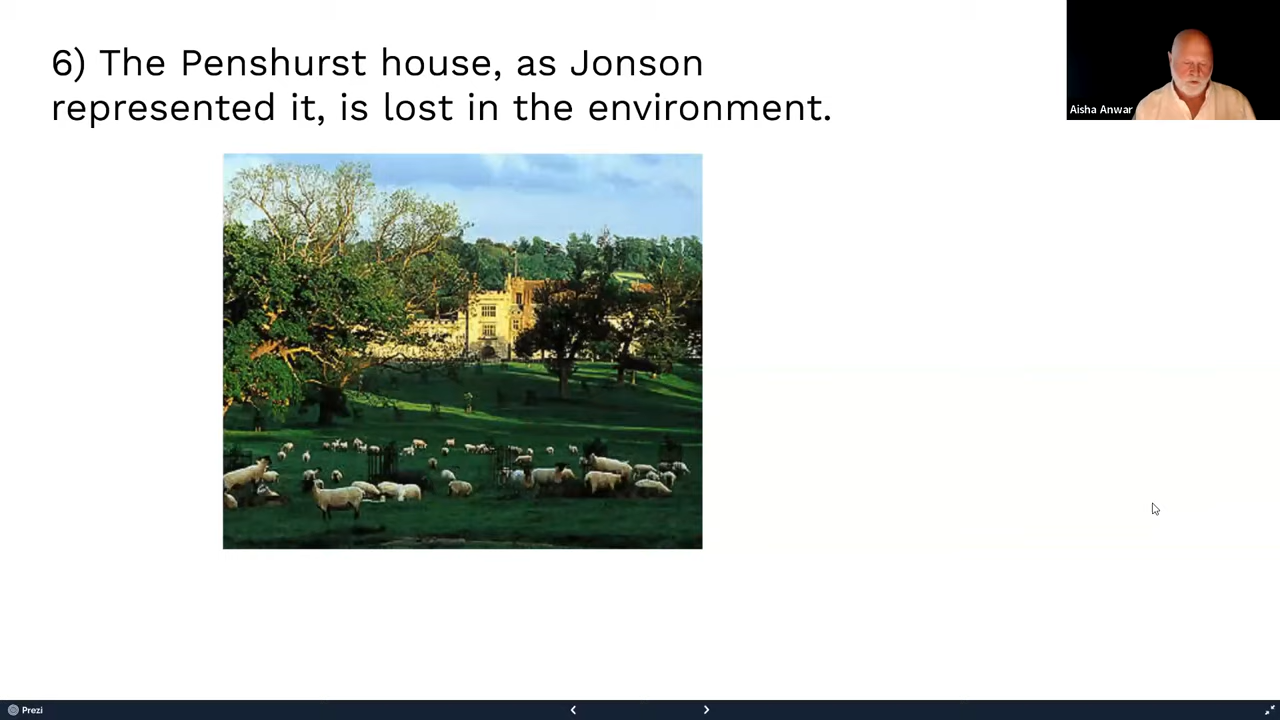 6) The Penshurst house, as Jonson
represented it, is lost in the environment.
Aisha Anwar
Prezi